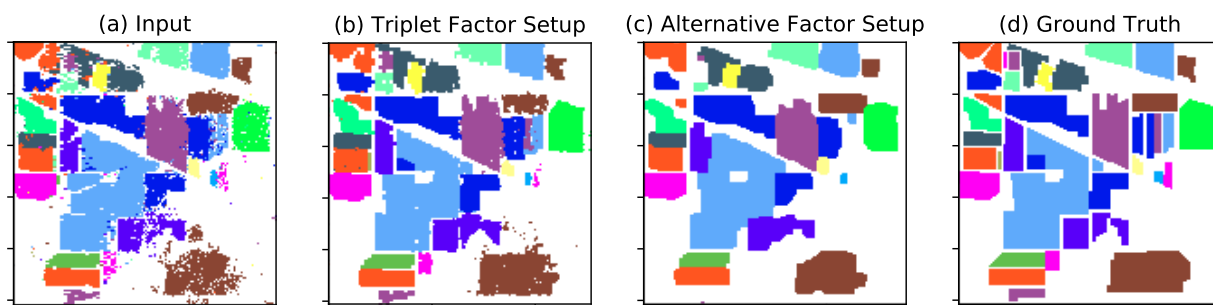 (a) Input
(b) Triplet Factor Setup
(c) Alternative Factor Setup
(d) Ground Truth